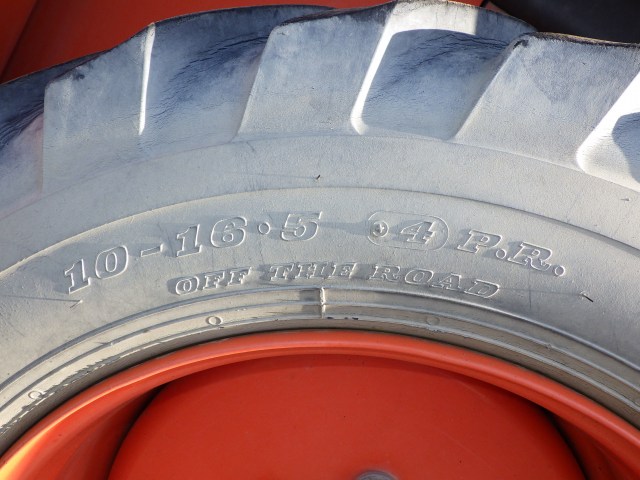 10-16.5 4 P.R.
OFF THE ROAD